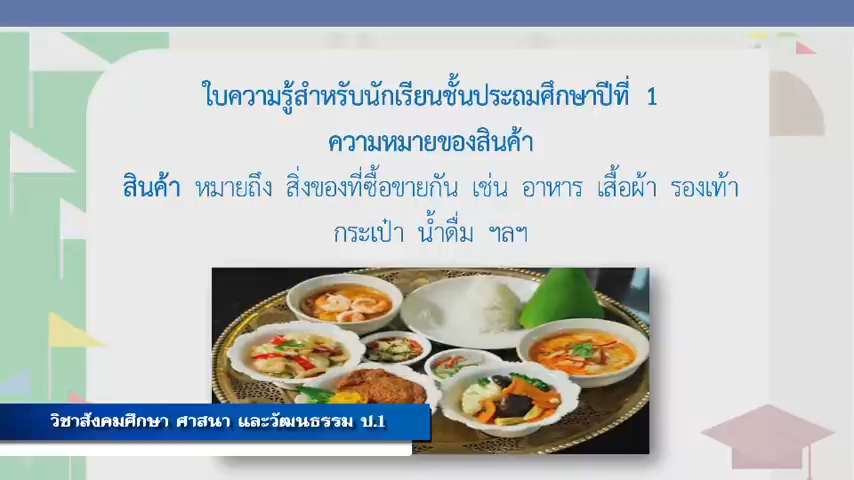 ใบความรู้สำหรับนักเรียนชั้นประถมศึกษาปีที่ 1
ความหมายของสินค้า
สินค้า หมายถึง สิ่งของที่ซื้อขายกัน เช่น อาหาร เสื้อผ้า รองเท้า
กระเป๋า น้ำดื่ม ฯลฯ
วิชาสังคมศึกษา ศาสนา และวัฒนธรรม ป.1